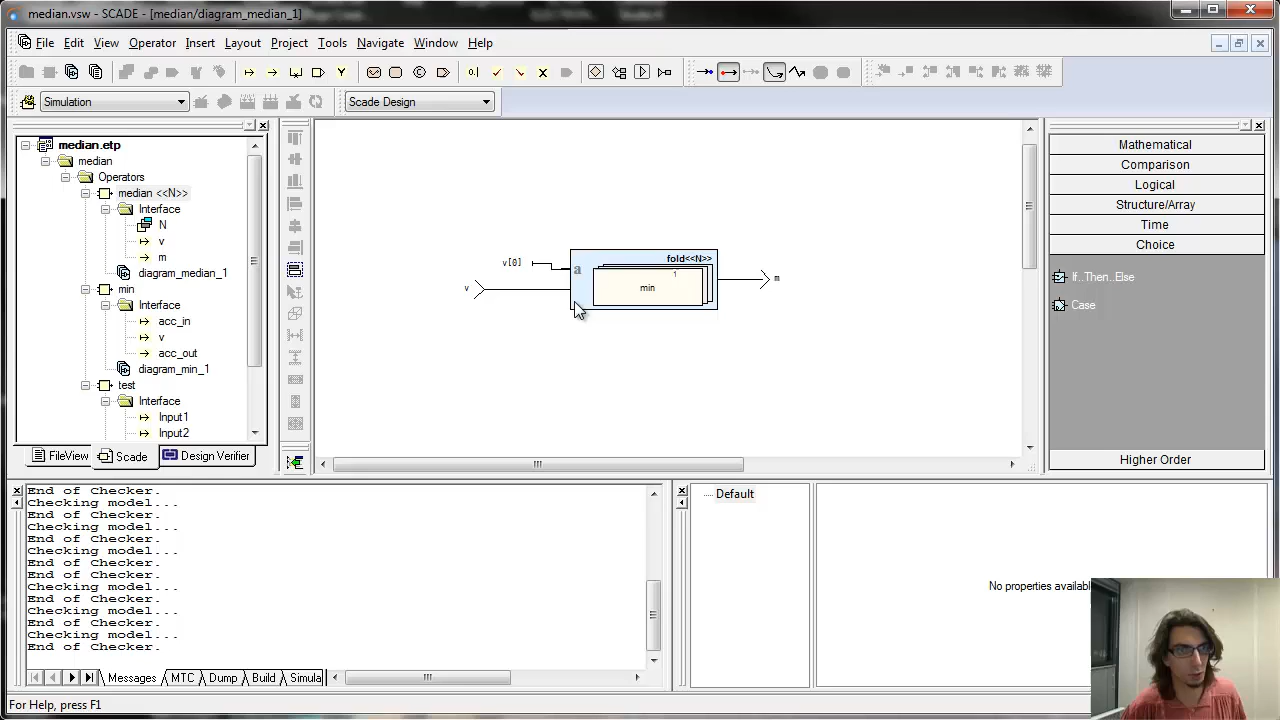 median.vsw - SCADE - [median/diagram_median_1]
File Edit View Operator Insert Layout Project Tools Navigate Window Help
Simulation Scade Design
median.etp
median
Operators
median <<N>>
Interface
N
v
m
diagram_median_1
min
Interface
acc_in
v
acc_out
diagram_min_1
test
Interface
Input1
Input2
FileView Scade Design Verifier
v[0]
v
a
fold<<N>>
1
min
m
Mathematical
Comparison
Logical
Structure/Array
Time
Choice
If..Then..Else
Case
Higher Order
End of Checker.
Checking model...
End of Checker.
Checking model...
End of Checker.
Checking model...
End of Checker.
Checking model...
End of Checker.
Checking model...
End of Checker.
Checking model...
End of Checker.
Messages MTC Dump Build Simula
Default
No properties availabl
For Help, press F1